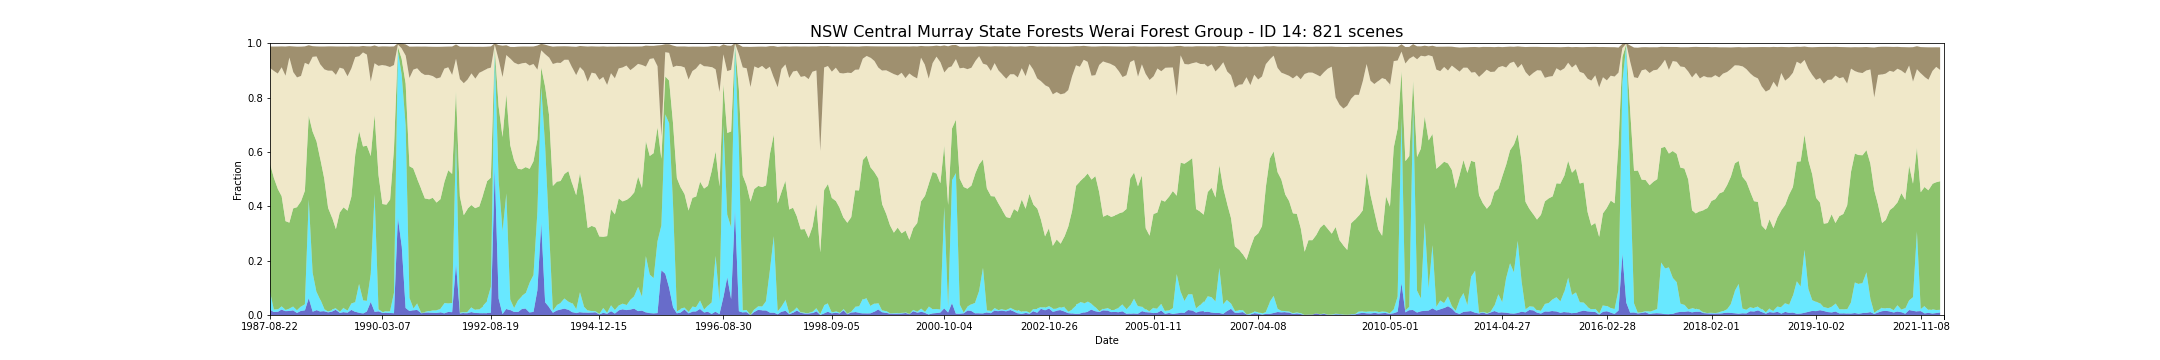 NSW Central Murray State Forests Werai Forest Group - ID 14: 821 scenes
1.0
0.8
0.6
0.4
0.2
0.0
Fraction
1987-08-22 1990-03-07 1992-08-19 1994-12-15 1996-08-30 1998-09-05 2000-10-04 2002-10-26 2005-01-11 2007-04-08 2010-05-01 2014-04-27 2016-02-28 2018-02-01 2019-10-02 2021-11-08
Date